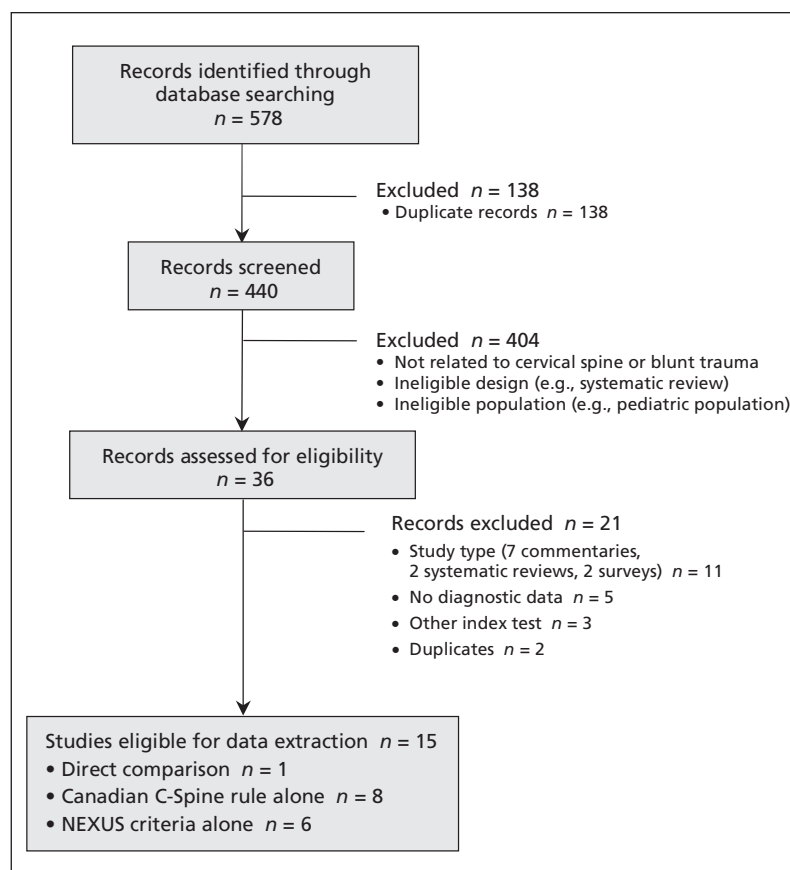 Records identified through
database searching
n = 578
Excluded n = 138
• Duplicate records n = 138
Records screened
n = 440
Excluded n = 404
• Not related to cervical spine or blunt trauma
• Ineligible design (e.g., systematic review)
• Ineligible population (e.g., pediatric population)
Records assessed for eligibility
n = 36
Records excluded n = 21
• Study type (7 commentaries,
2 systematic reviews, 2 surveys) n = 11
• No diagnostic data n = 5
• Other index test n = 3
• Duplicates n = 2
Studies eligible for data extraction n = 15
• Direct comparison n = 1
• Canadian C-Spine rule alone n = 8
• NEXUS criteria alone n = 6